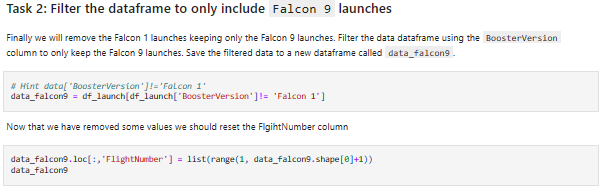 Task 2: Filter the dataframe to only include Falcon 9 launches
Finally we will remove the Falcon 1 launches keeping only the Falcon 9 launches. Filter the data dataframe using the BoosterVersion
column to only keep the Falcon 9 launches. Save the filtered data to a new dataframe called data_falcon9.
# Hint data['BoosterVersion']!='Falcon 1'
data_falcon9 = df_launch[df_launch['BoosterVersion']!= 'Falcon 1']
Now that we have removed some values we should reset the FlgihtNumber column
data_falcon9.loc[:,'FlightNumber'] = list(range(1, data_falcon9.shape[0]+1))
data_falcon9